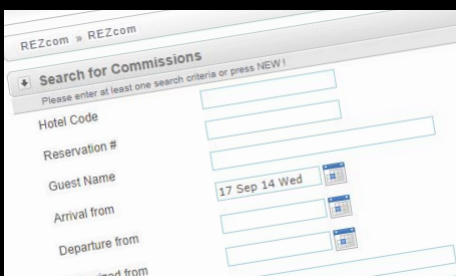 REZcom » REZcom
Search for Commissions
Please enter at least one search criteria or press NEW !
Hotel Code
Reservation #
Guest Name
Arrival from
17 Sep 14 Wed
Departure from
from